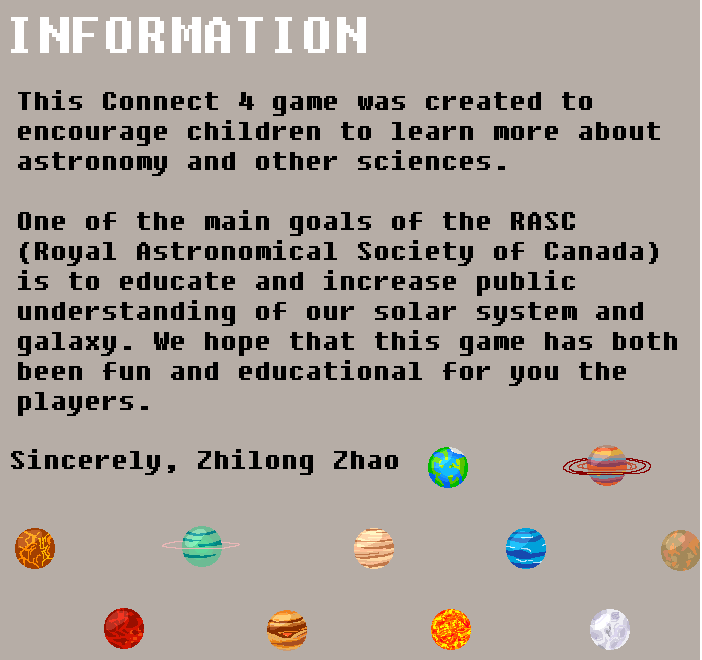 INFORMATION
This Connect 4 game was created to
encourage children to learn more about
astronomy and other sciences.
One of the main goals of the RASC
(Royal Astronomical Society of Canada)
is to educate and increase public
understanding of our solar system and
galaxy. We hope that this game has both
been fun and educational for you the
players.
Sincerely, Zhilong Zhao